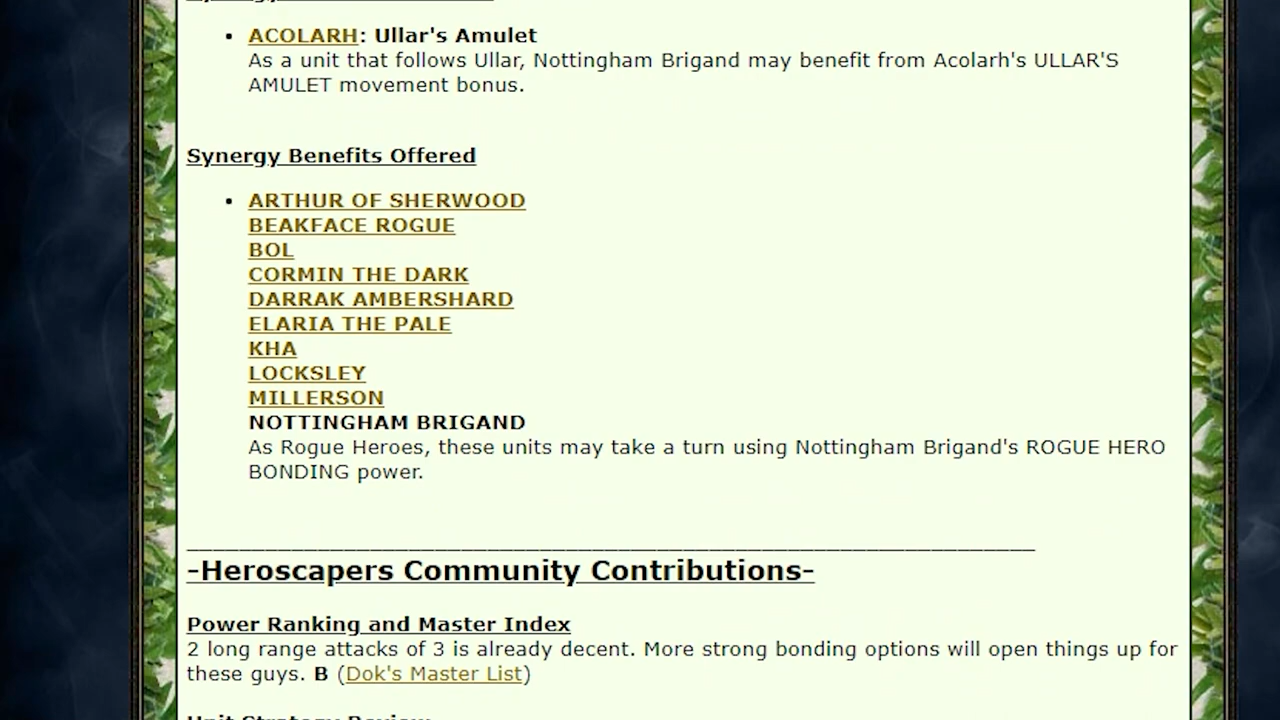 ACOLARH: Ullar's Amulet
As a unit that follows Ullar, Nottingham Brigand may benefit from Acolarh's ULLAR'S
AMULET movement bonus.
Synergy Benefits Offered
ARTHUR OF SHERWOOD
BEAKFACE ROGUE
BOL
CORMIN THE DARK
DARRAK AMBERSHARD
ELARIA THE PALE
KHA
LOCKSLEY
MILLERSON
NOTTINGHAM BRIGAND
As Rogue Heroes, these units may take a turn using Nottingham Brigand's ROGUE HERO
BONDING power.
-Heroscapers Community Contributions-
Power Ranking and Master Index
2 long range attacks of 3 is already decent. More strong bonding options will open things up for
these guys. B (Dok's Master List)
Unit Strategy Review